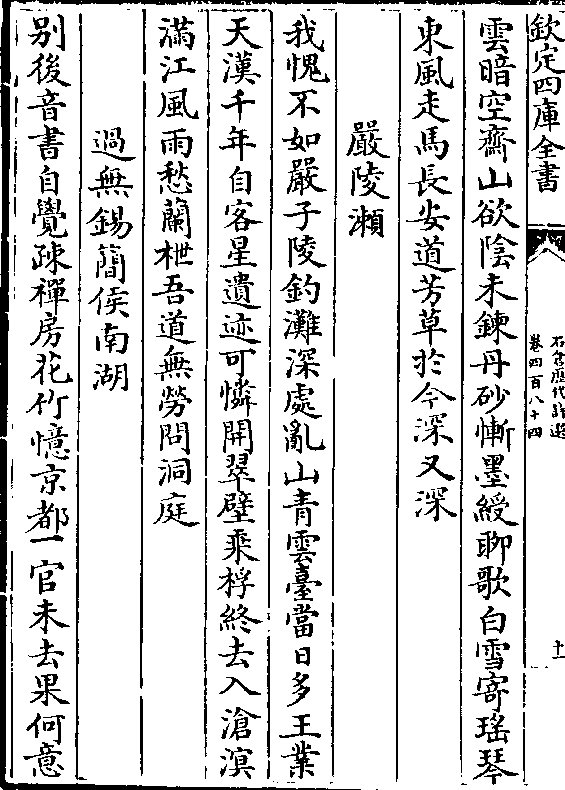 欽定四庫全書
石倉歷代詩選
卷四百八十四
十一
雲暗空齋山欲陰未鍊丹砂慚墨綬聊歌白雪寄瑤琴
東風走馬長安道芳草於今深又深
嚴陵瀨
我愧不如嚴子陵釣灘深處亂山青雲臺當日多王業
天漢千年自客星遺迹可憐開翠壁乘桴終去入滄溟
滿江風雨愁蘭枻吾道無勞問洞庭
過無錫簡侯南湖
別後音書自覺疎禪房花竹憶京都一官未去果何意